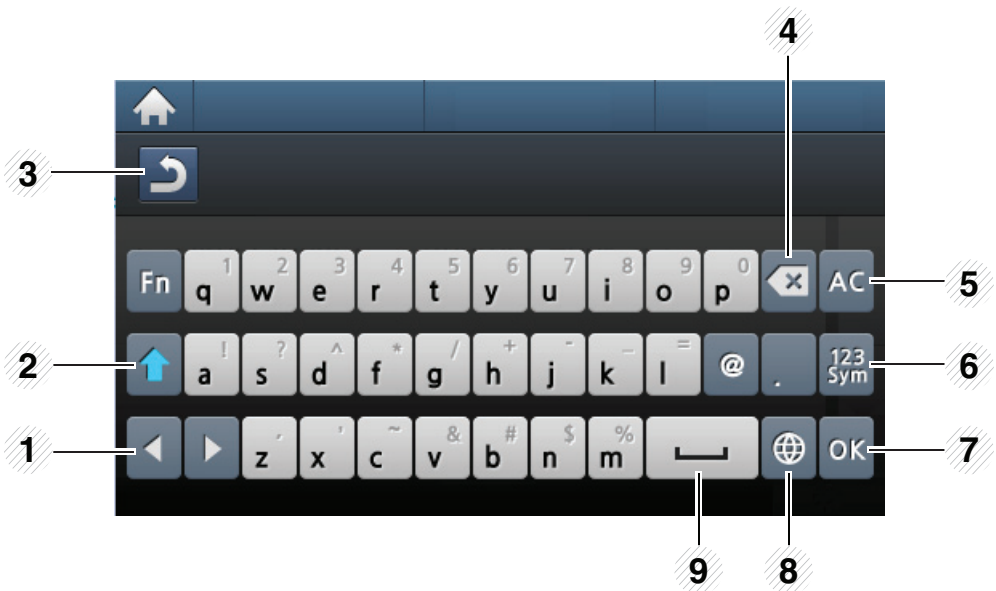 4
3
Fn 1 q 2 w 3 e 4 r 5 t 6 y 7 u 8 i 9 o 0 p AC 5
2 ! a ? s ^ d * f / g + h - j _ k = l @ . 123 Sym 6
1 , z ' x ~ c & v # b $ n % m OK 7
9 8